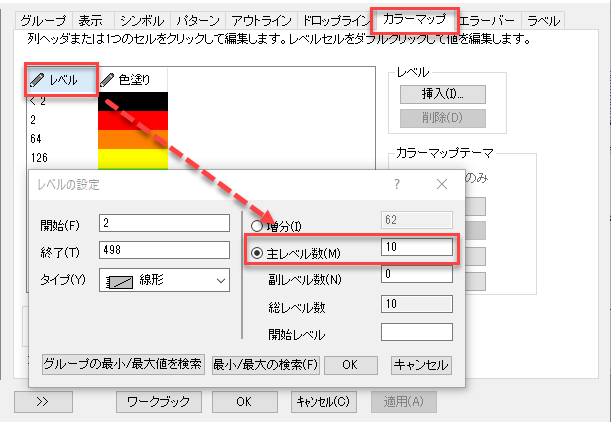 グループ 表示 シンボル パターン アウトライン ドロップライン カラーマップ エラーバー ラベル
列ヘッダまたは1つのセルをクリックして編集します。レベルセルをダブルクリックして値を編集します。
レベル 色塗り
< 2
2
64
126
レベル
挿入(I)...
削除(D)
カラーマップテーマ
のみ
レベルの設定 ? ×
開始(F) 2
終了(T) 498
タイプ(Y) 線形
増分(I) 62
主レベル数(M) 10
副レベル数(N) 0
総レベル数 10
開始レベル
グループの最小/最大値を検索 最小/最大の検索(F) OK キャンセル
>> ワークブック OK キャンセル(C) 適用(A)